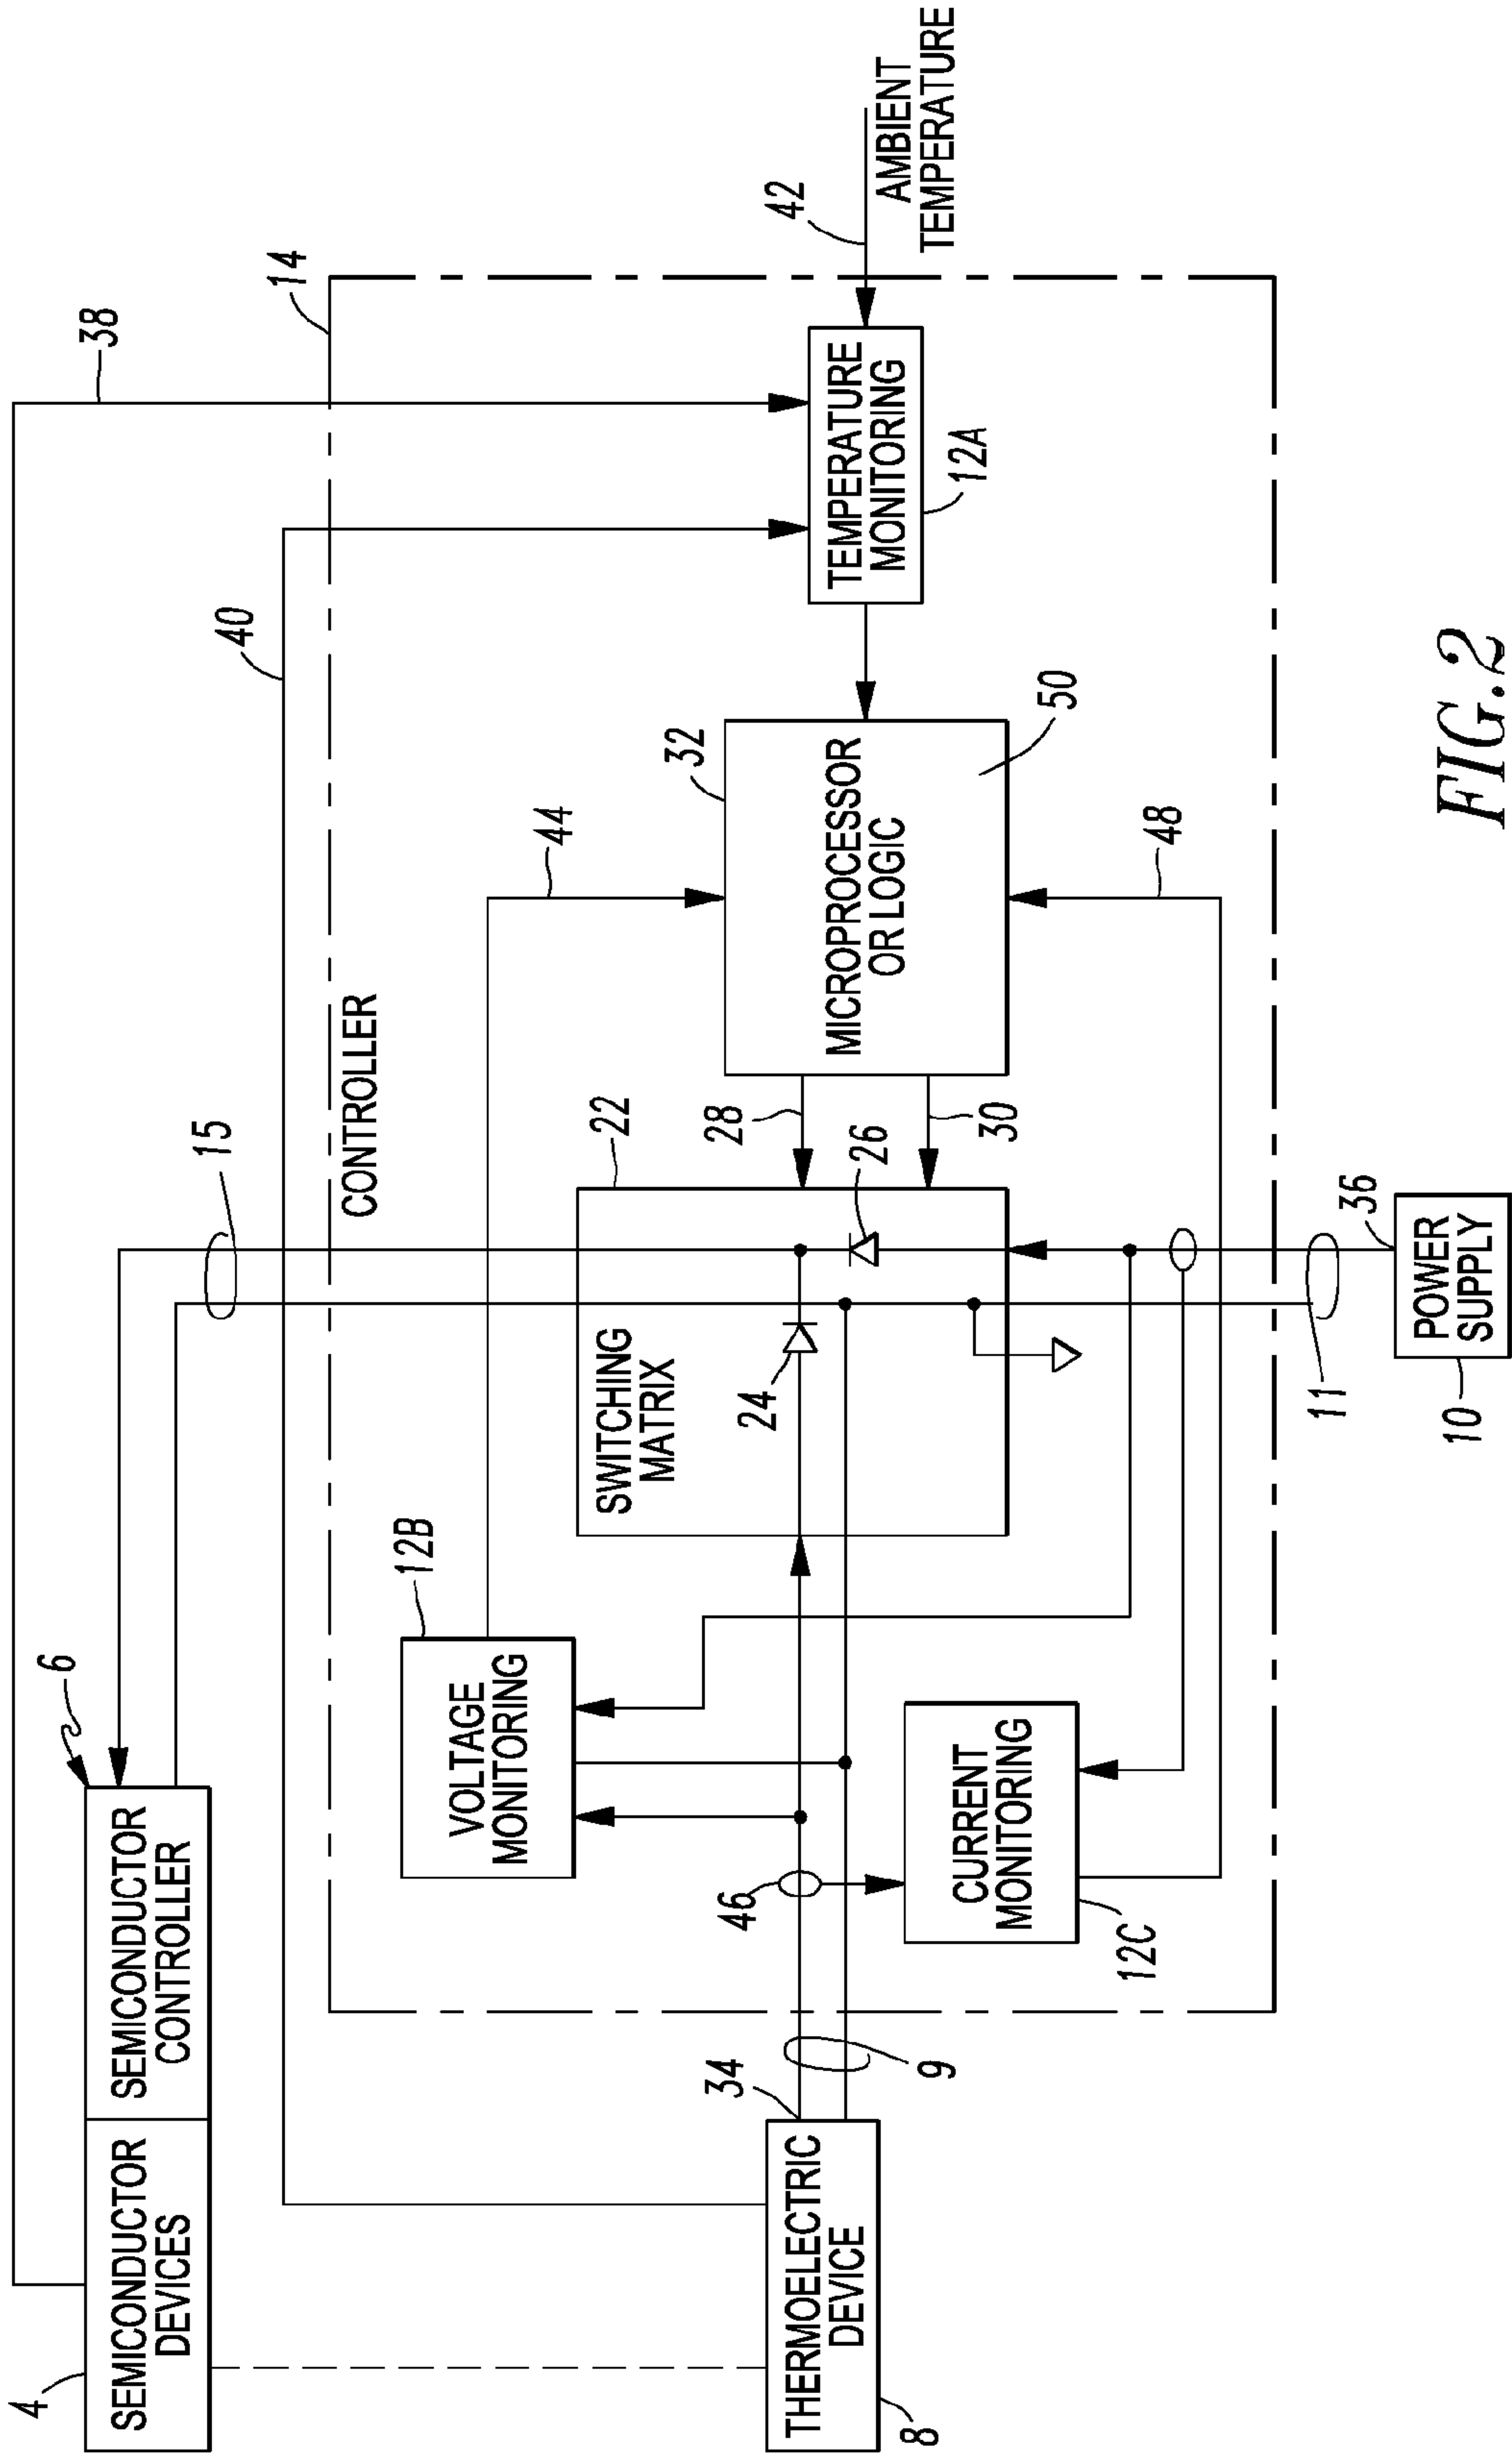 4
SEMICONDUCTOR
DEVICES
SEMICONDUCTOR
CONTROLLER
6
15
38
40
14
CONTROLLER
VOLTAGE
MONITORING
12B
44
SWITCHING
MATRIX
22
24
26
28
30
32
MICROPROCESSOR
OR LOGIC
50
TEMPERATURE
MONITORING
12A
42
AMBIENT
TEMPERATURE
THERMOELECTRIC
DEVICE
8
34
9
46
CURRENT
MONITORING
12C
48
11
36
POWER
SUPPLY
10
FIG.2